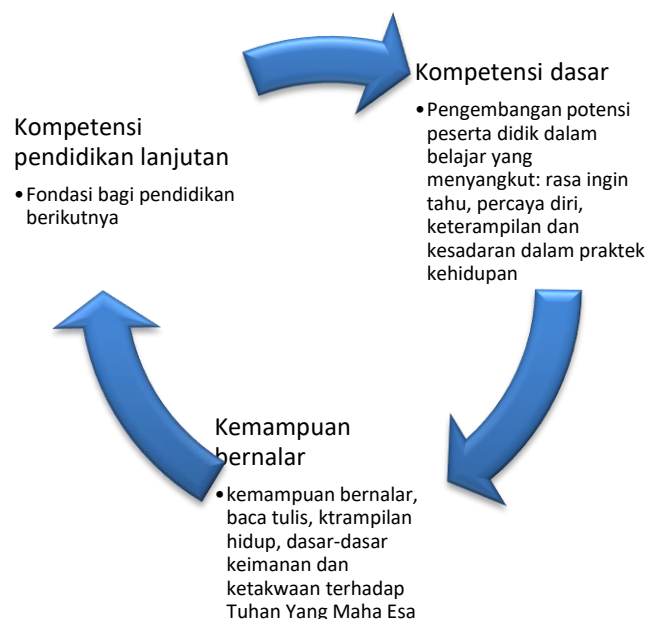 Kompetensi dasar
•Pengembangan potensi
peserta didik dalam
belajar yang
menyangkut: rasa ingin
tahu, percaya diri,
keterampilan dan
kesadaran dalam praktek
kehidupan
Kemampuan
bernalar
•kemampuan bernalar,
baca tulis, ktrampilan
hidup, dasar-dasar
keimanan dan
ketakwaan terhadap
Tuhan Yang Maha Esa
Kompetensi
pendidikan lanjutan
•Fondasi bagi pendidikan
berikutnya